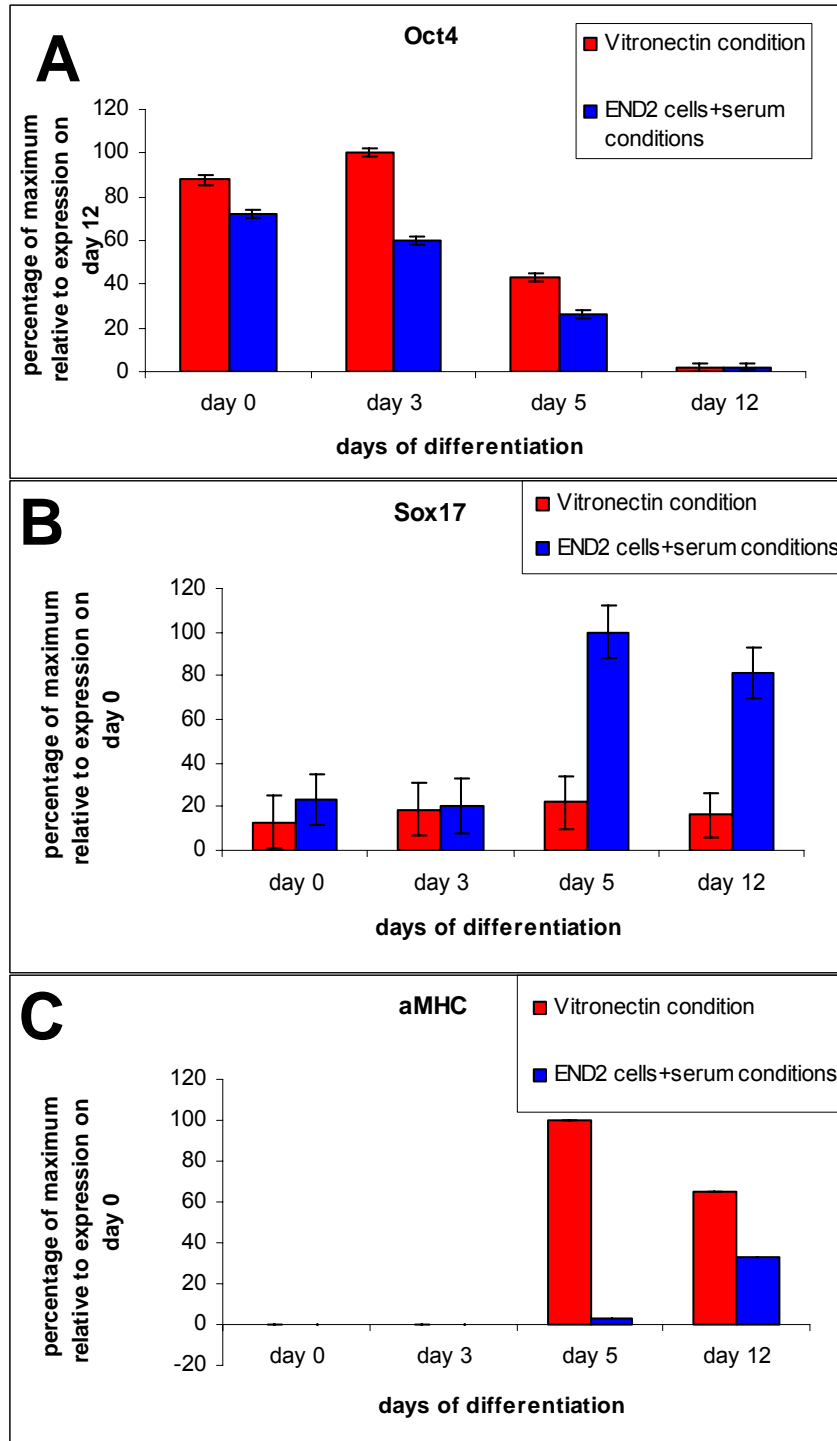 A
Oct4
Vitronectin condition
END2 cells+serum
conditions
percentage of maximum
relative to expression on
day 12
120
100
80
60
40
20
0
day 0 day 3 day 5 day 12
days of differentiation
B
Sox17
Vitronectin condition
END2 cells+serum conditions
percentage of maximum
relative to expression on
day 0
120
100
80
60
40
20
0
day 0 day 3 day 5 day 12
days of differentiation
C
aMHC
Vitronectin condition
END2 cells+serum conditions
percentage of maximum
relative to expression on
day 0
120
100
80
60
40
20
0
-20
day 0 day 3 day 5 day 12
days of differentiation